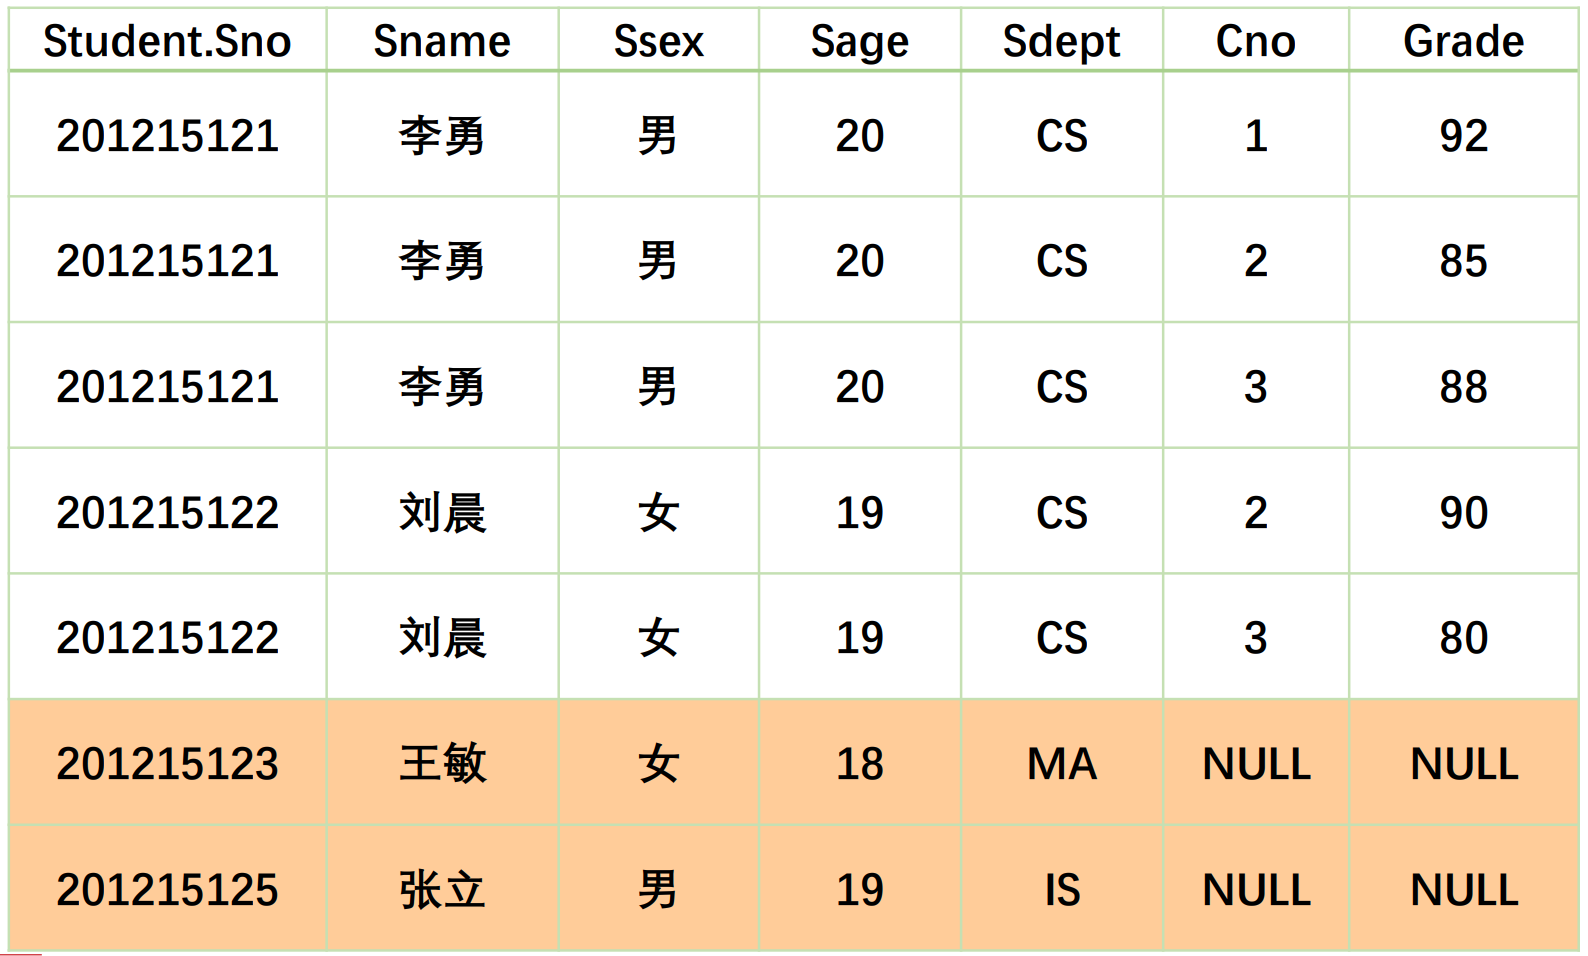 Student.Sno Sname Ssex Sage Sdept Cno Grade
201215121 李勇 男 20 CS 1 92
201215121 李勇 男 20 CS 2 85
201215121 李勇 男 20 CS 3 88
201215122 刘晨 女 19 CS 2 90
201215122 刘晨 女 19 CS 3 80
201215123 王敏 女 18 MA NULL NULL
201215125 张立 男 19 IS NULL NULL